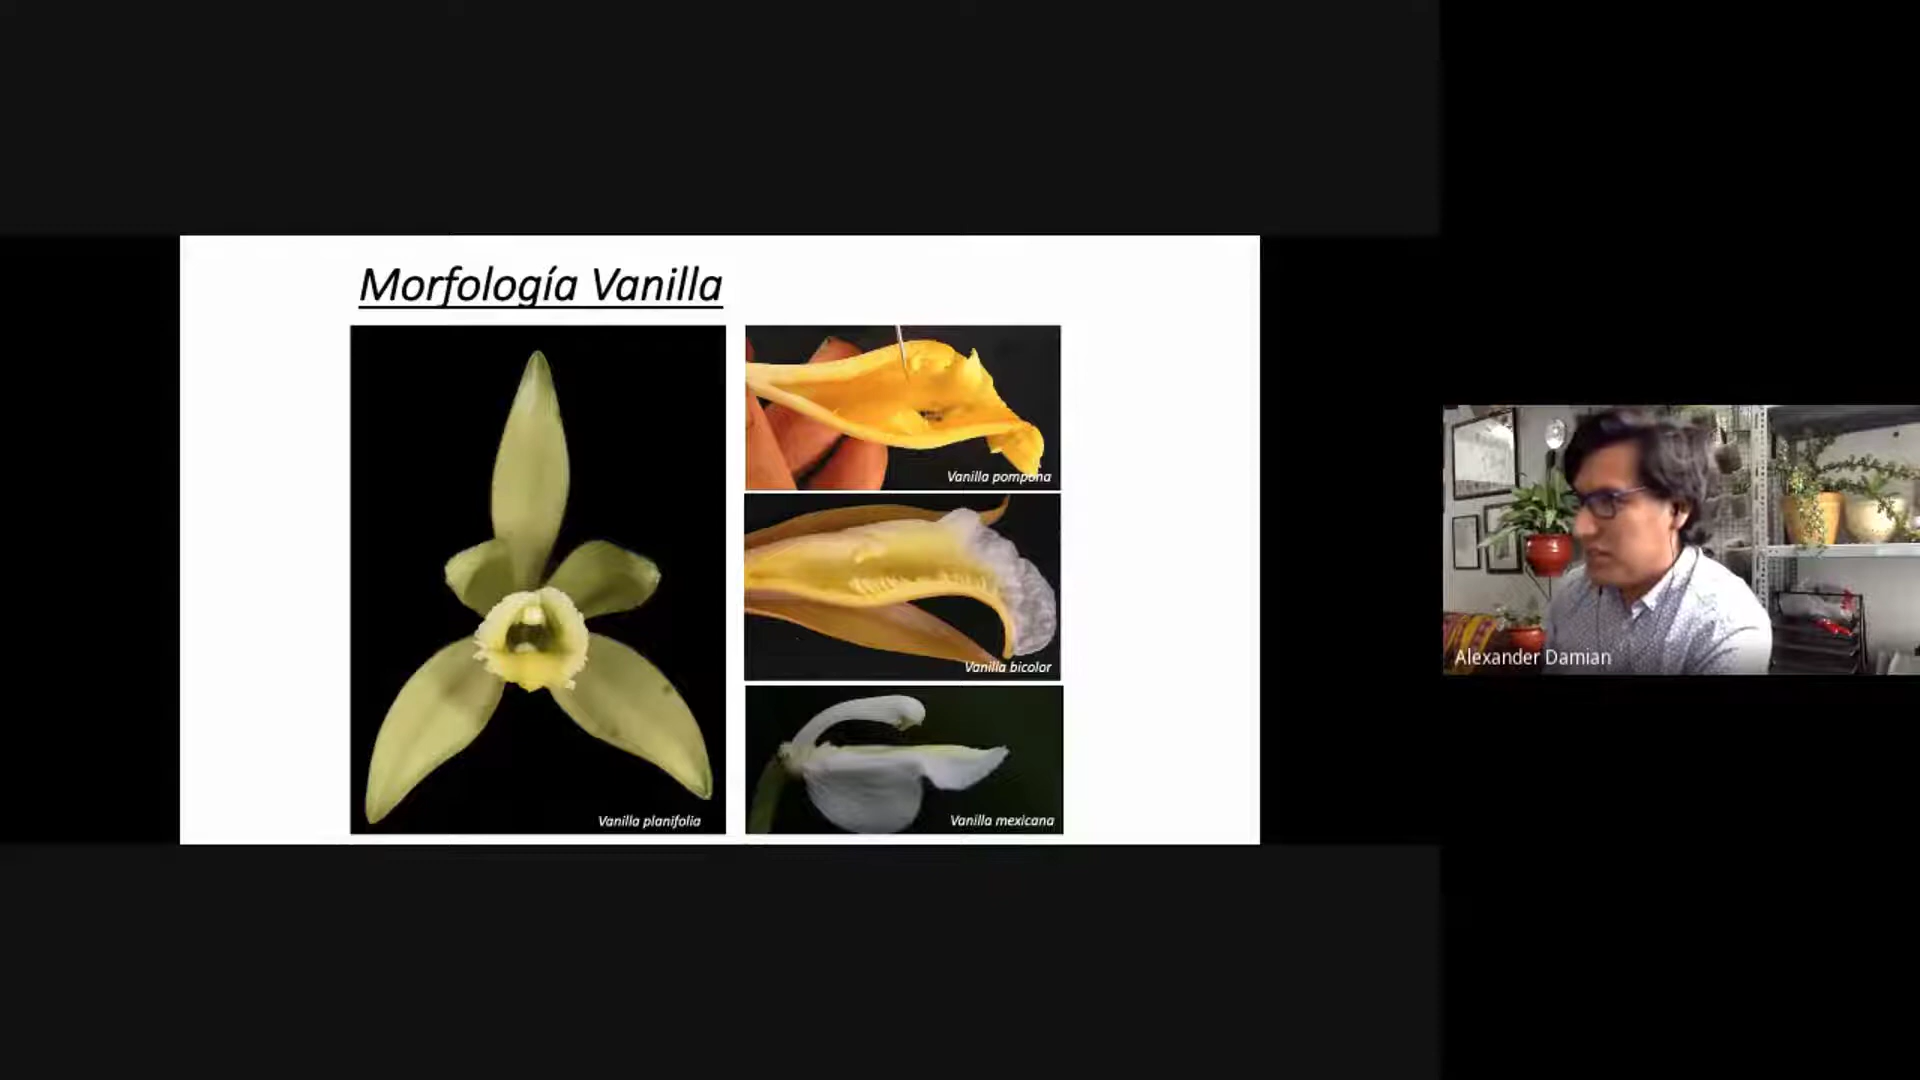 Morfología Vanilla
Vanilla planifolia
Vanilla pompona
Vanilla bicolor
Vanilla mexicana
Alexander Damian